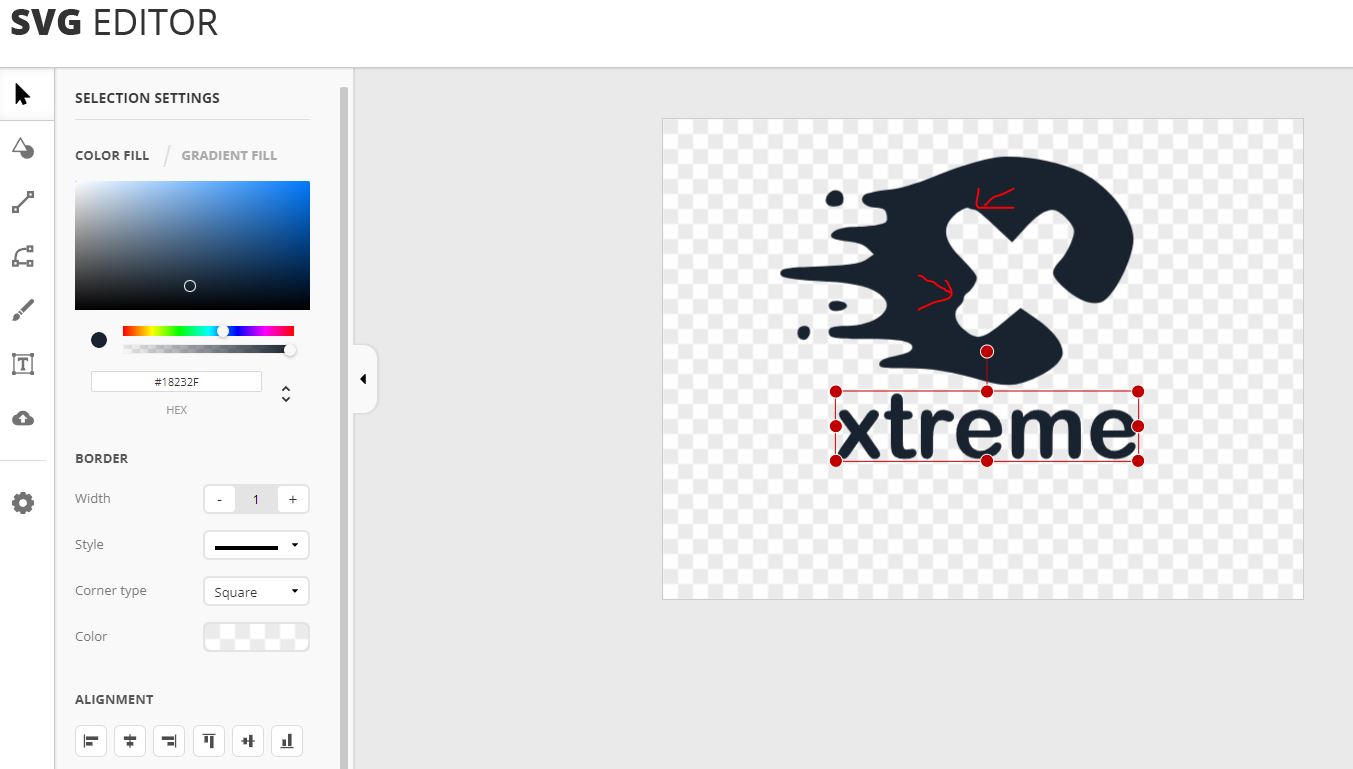 SVG EDITOR
SELECTION SETTINGS
COLOR FILL / GRADIENT FILL
#18232F
HEX
BORDER
Width - 1 +
Style
Corner type Square
Color
ALIGNMENT
xtreme